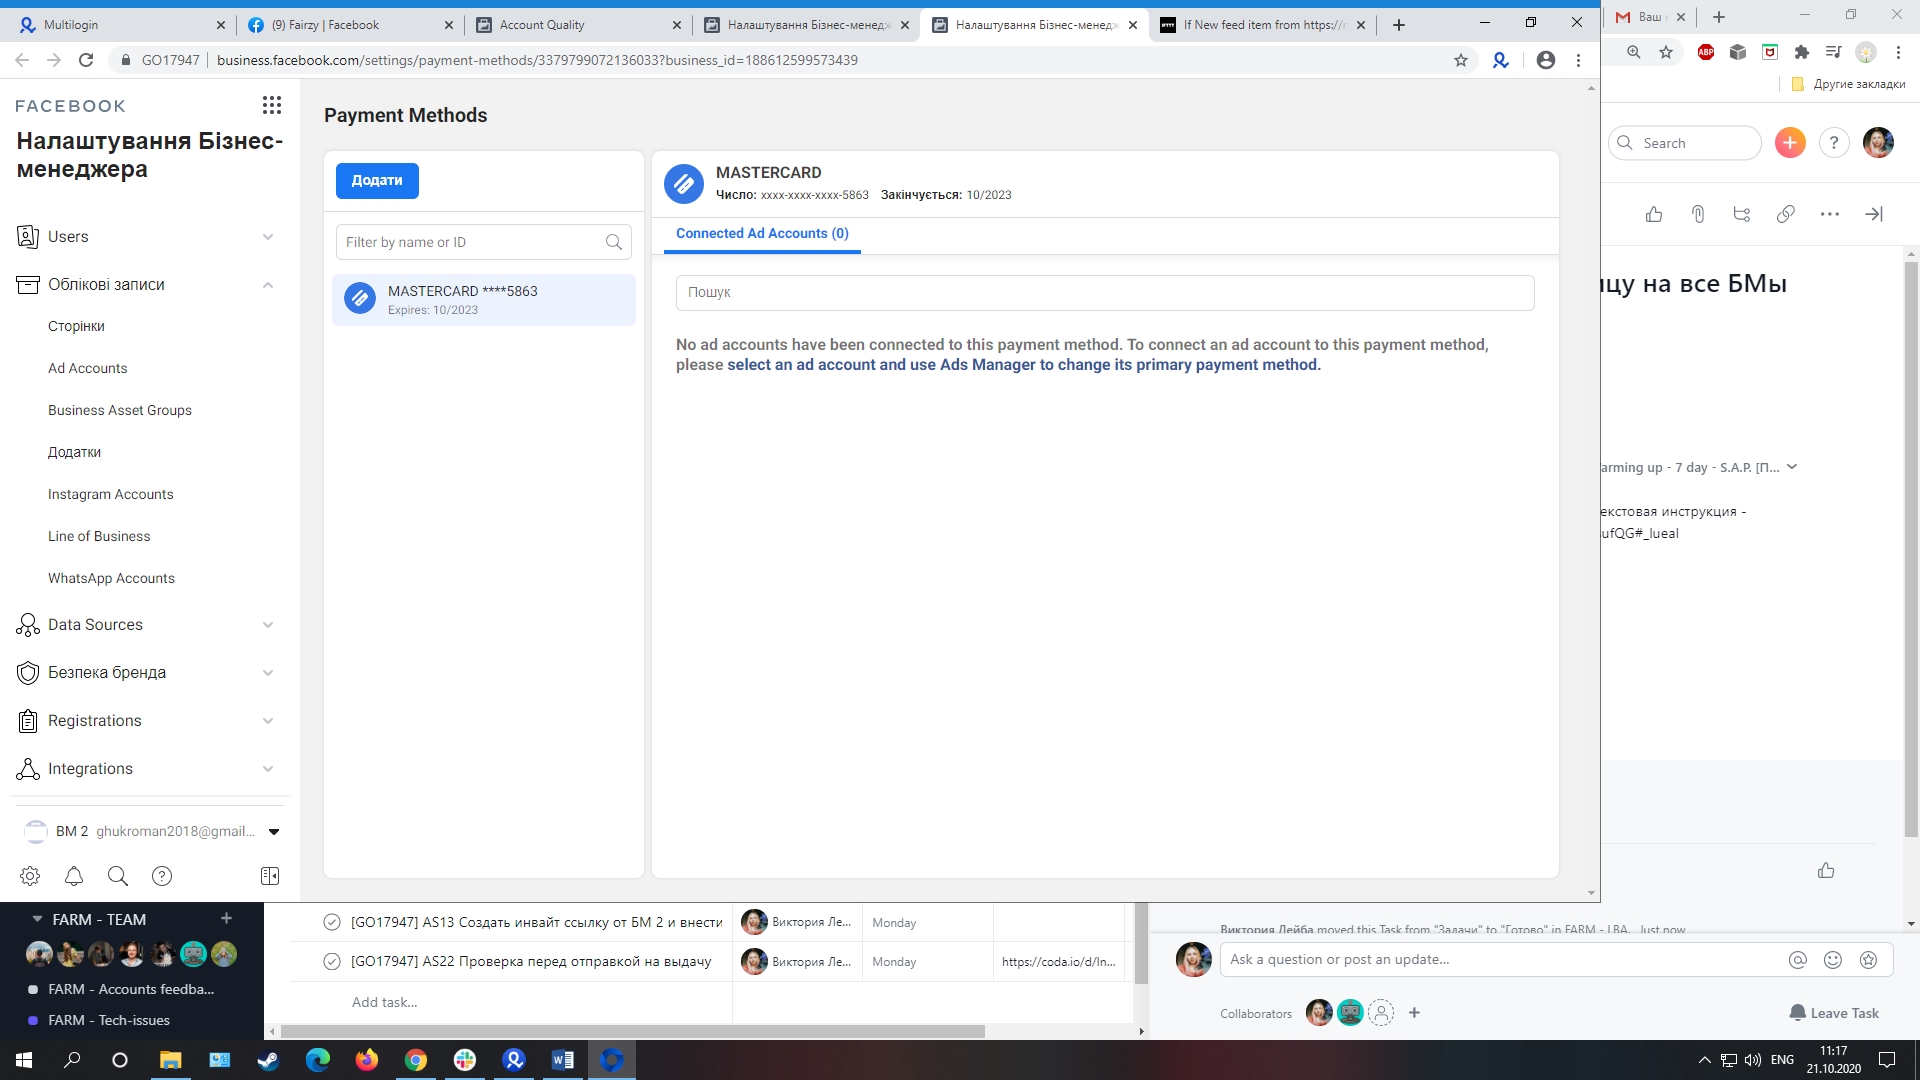 Multilogin
(9) Fairzy | Facebook
Account Quality
Налаштування Бізнес-менедж
Налаштування Бізнес-менедж
If New feed item from https://r
Ваш
GO17947
business.facebook.com/settings/payment-methods/3379799072136033?business_id=188612599573439
ABP
Другие закладки
FACEBOOK
Налаштування Бізнес-
менеджера
Users
Облікові записи
Сторінки
Ad Accounts
Business Asset Groups
Додатки
Instagram Accounts
Line of Business
WhatsApp Accounts
Data Sources
Безпека бренда
Registrations
Integrations
BM 2 ghukroman2018@gmail...
Payment Methods
Додати
Filter by name or ID
MASTERCARD ****5863
Expires: 10/2023
MASTERCARD
Число: xxxx-xxxx-xxxx-5863 Закінчується: 10/2023
Connected Ad Accounts (0)
Пошук
No ad accounts have been connected to this payment method. To connect an ad account to this payment method,
please select an ad account and use Ads Manager to change its primary payment method.
Search
ицу на все БМы
arming up - 7 day - S.A.P. [П...
екстовая инструкция -
ufQG#_lueal
FARM - TEAM
FARM - Accounts feedba...
FARM - Tech-issues
[GO17947] AS13 Создать инвайт ссылку от БМ 2 и внести
Виктория Ле...
Monday
[GO17947] AS22 Проверка перед отправкой на выдачу
Виктория Ле...
Monday
https://coda.io/d/In...
Add task...
Виктория Лейба moved this Task from "Задачи" to "Готово" in FARM - LBA. Just now
Ask a question or post an update...
Collaborators
Leave Task
ENG
11:17
21.10.2020